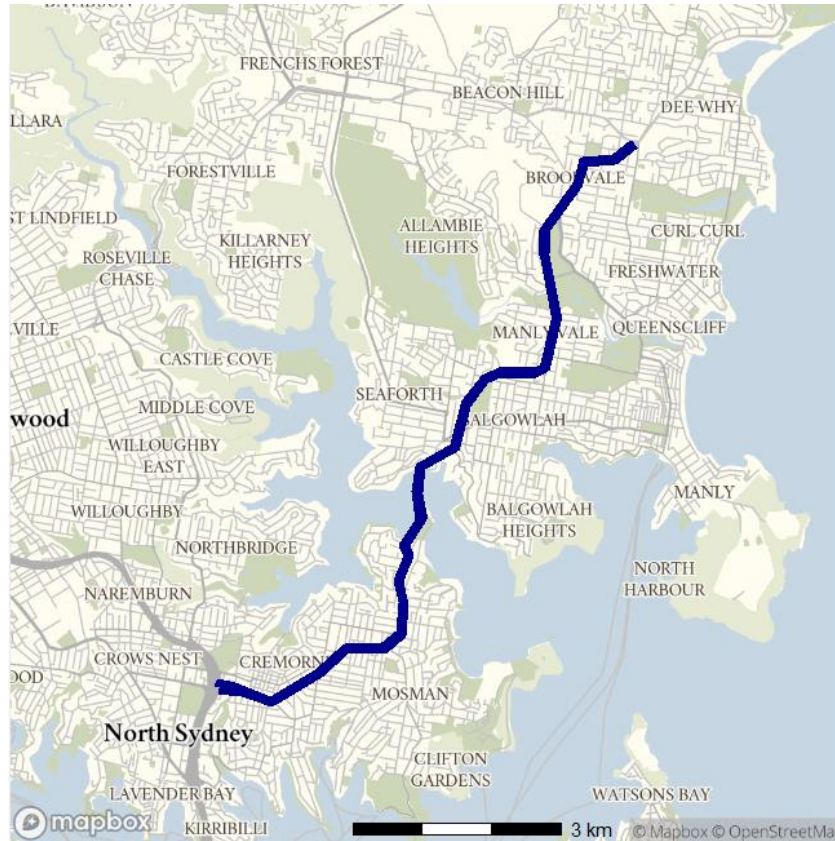 FRENCHS FOREST
BEACON HILL
DEE WHY
LLARA
FORESTVILLE
BROOKVALE
ST LINDFIELD
ALLAMBIE
HEIGHTS
CURL CURL
KILLARNEY
HEIGHTS
ROSEVILLE
CHASE
FRESHWATER
VILLE
MANLY VALE
QUEENSCLIFF
CASTLE COVE
SEAFORTH
MIDDLE COVE
wood
BALGOWLAH
WILLOUGHBY
EAST
MANLY
WILLOUGHBY
BALGOWLAH
HEIGHTS
NORTHBRIDGE
NORTH
HARBOUR
NAREMBURN
CROWS NEST
CREMORNE
OOD
MOSMAN
North Sydney
CLIFTON
GARDENS
LAVENDER BAY
WATSONS BAY
KIRRIBILLI
mapbox
3 km
© Mapbox © OpenStreetMa